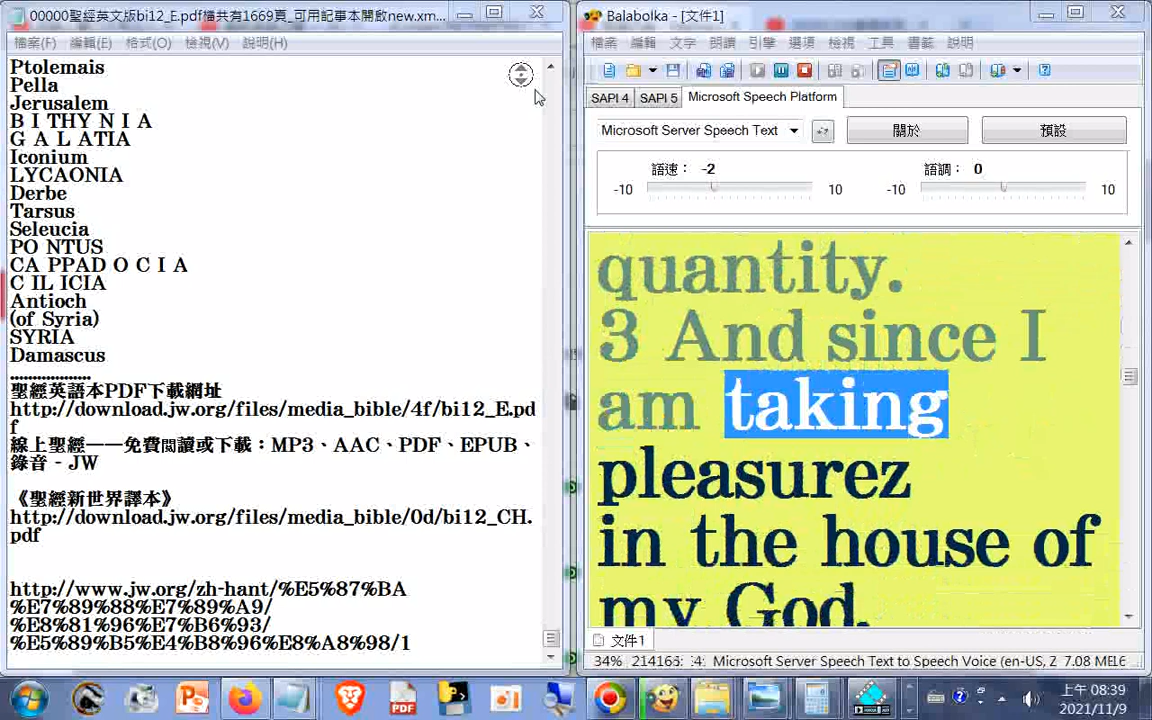 00000聖經英文版bi12_E.pdf檔共有1669頁_可用記事本開啟new.xm...
檔案(F) 編輯(E) 格式(O) 檢視(V) 說明(H)
Ptolemais
Pella
Jerusalem
B I THY N I A
G A L ATIA
Iconium
LYCAONIA
Derbe
Tarsus
Seleucia
PO NTUS
CA PPAD O C I A
C IL ICIA
Antioch
(of Syria)
SYRIA
Damascus
..................
聖經英語本PDF下載網址
http://download.jw.org/files/media_bible/4f/bi12_E.pd
f
線上聖經——免費閱讀或下載：MP3、AAC、PDF、EPUB、
錄音 - JW
《聖經新世界譯本》
http://download.jw.org/files/media_bible/0d/bi12_CH.
pdf
http://www.jw.org/zh-hant/%E5%87%BA
%E7%89%88%E7%89%A9/
%E8%81%96%E7%B6%93/
%E5%89%B5%E4%B8%96%E8%A8%98/1
Balabolka - [文件1]
檔案 編輯 文字 朗讀 引擎 選項 檢視 工具 書籤 說明
SAPI 4 SAPI 5 Microsoft Speech Platform
Microsoft Server Speech Text 關於 預設
語速： -2 語調： 0
-10 10 -10 10
quantity.
3 And since I
am taking
pleasurez
in the house of
my God,
文件1
34% Microsoft Server Speech Text to Speech Voice (en-US, Z 7.08
PDF
上午 08:39
2021/11/9